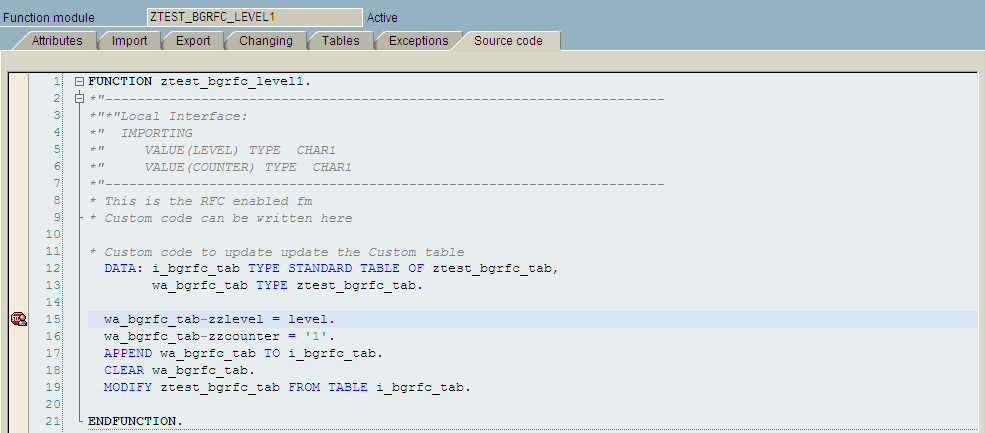 Function module ZTEST_BGRFC_LEVEL1 Active
Attributes Import Export Changing Tables Exceptions Source code
1 FUNCTION ztest_bgrfc_level1.
2 *"----------------------------------------------------------------------
3 *"*"Local Interface:
4 *"  IMPORTING
5 *"     VALUE(LEVEL) TYPE  CHAR1
6 *"     VALUE(COUNTER) TYPE  CHAR1
7 *"----------------------------------------------------------------------
8 * This is the RFC enabled fm
9 * Custom code can be written here
10
11 * Custom code to update update the Custom table
12   DATA: i_bgrfc_tab TYPE STANDARD TABLE OF ztest_bgrfc_tab,
13         wa_bgrfc_tab TYPE ztest_bgrfc_tab.
14
15   wa_bgrfc_tab-zzlevel = level.
16   wa_bgrfc_tab-zzcounter = '1'.
17   APPEND wa_bgrfc_tab TO i_bgrfc_tab.
18   CLEAR wa_bgrfc_tab.
19   MODIFY ztest_bgrfc_tab FROM TABLE i_bgrfc_tab.
20
21 ENDFUNCTION.